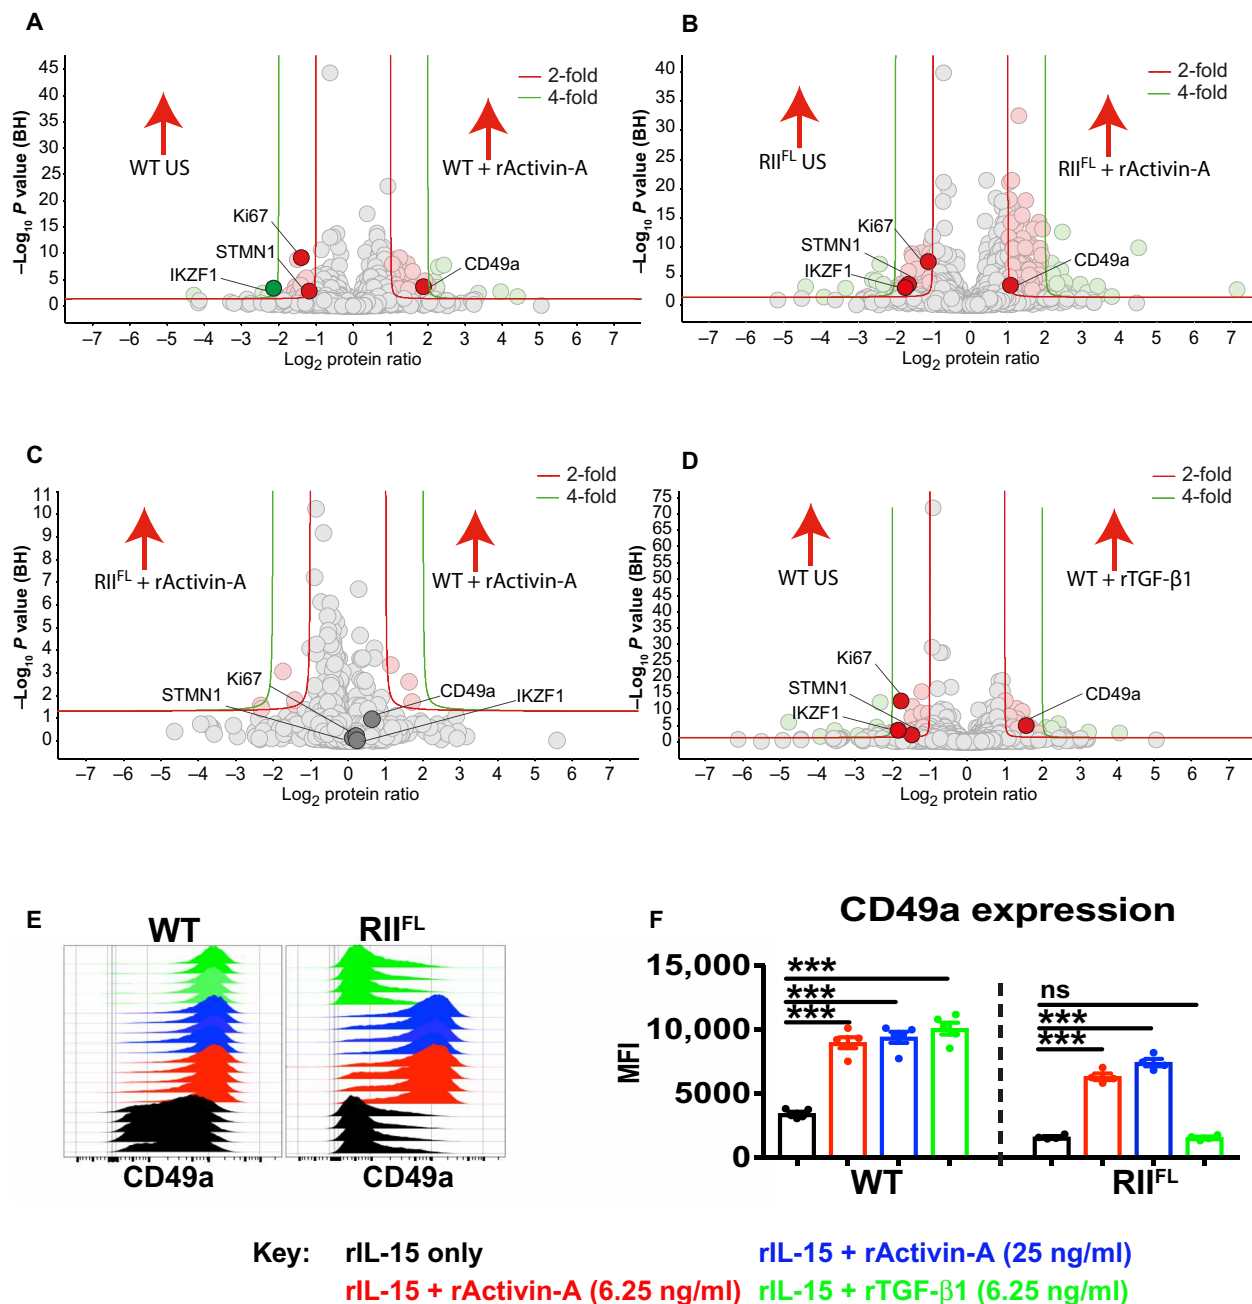 A
–Log₁₀ P value (BH)
45
40
35
30
25
20
15
10
5
0
2-fold
4-fold
WT US
WT + rActivin-A
Ki67
STMN1
IKZF1
CD49a
–7 –6 –5 –4 –3 –2 –1 0 1 2 3 4 5 6 7
Log₂ protein ratio
B
–Log₁₀ P value (BH)
40
35
30
25
20
15
10
5
0
2-fold
4-fold
RIIᶠᴸ US
RIIᶠᴸ + rActivin-A
Ki67
STMN1
IKZF1
CD49a
–7 –6 –5 –4 –3 –2 –1 0 1 2 3 4 5 6 7
Log₂ protein ratio
C
–Log₁₀ P value (BH)
11
10
9
8
7
6
5
4
3
2
1
0
2-fold
4-fold
RIIᶠᴸ + rActivin-A
WT + rActivin-A
Ki67
STMN1
CD49a
IKZF1
–7 –6 –5 –4 –3 –2 –1 0 1 2 3 4 5 6 7
Log₂ protein ratio
D
–Log₁₀ P value (BH)
75
70
65
60
55
50
45
40
35
30
25
20
15
10
5
0
2-fold
4-fold
WT US
WT + rTGF-β1
Ki67
STMN1
IKZF1
CD49a
–7 –6 –5 –4 –3 –2 –1 0 1 2 3 4 5 6 7
Log₂ protein ratio
E
WT
RIIᶠᴸ
CD49a
CD49a
F
CD49a expression
MFI
15,000
10,000
5000
0
***
***
***
ns
***
***
WT
RIIᶠᴸ
Key: rIL-15 only
rIL-15 + rActivin-A (25 ng/ml)
rIL-15 + rActivin-A (6.25 ng/ml)
rIL-15 + rTGF-β1 (6.25 ng/ml)